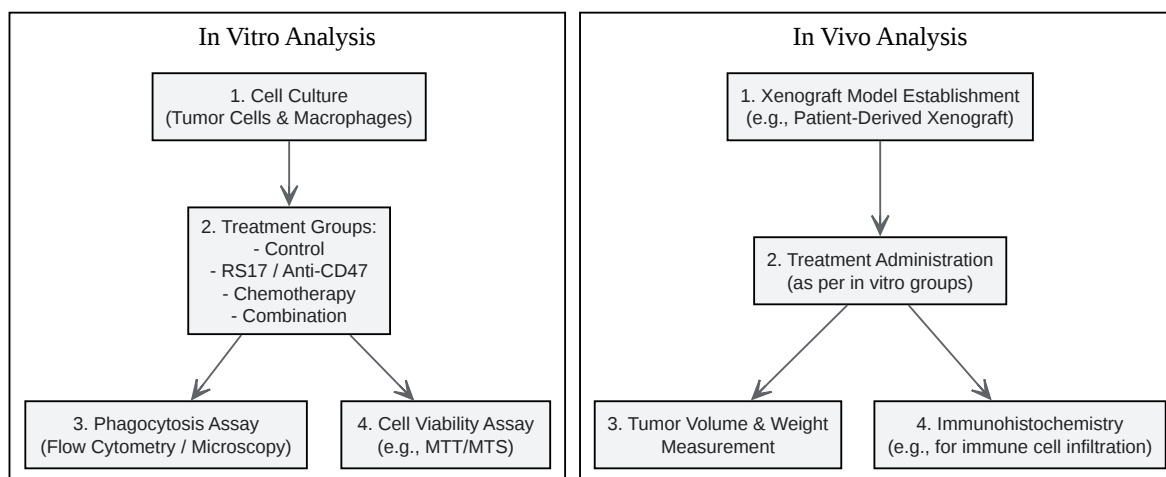 In Vitro Analysis
1. Cell Culture
(Tumor Cells & Macrophages)
2. Treatment Groups:
- Control
- RS17 / Anti-CD47
- Chemotherapy
- Combination
3. Phagocytosis Assay
(Flow Cytometry / Microscopy)
4. Cell Viability Assay
(e.g., MTT/MTS)
In Vivo Analysis
1. Xenograft Model Establishment
(e.g., Patient-Derived Xenograft)
2. Treatment Administration
(as per in vitro groups)
3. Tumor Volume & Weight
Measurement
4. Immunohistochemistry
(e.g., for immune cell infiltration)